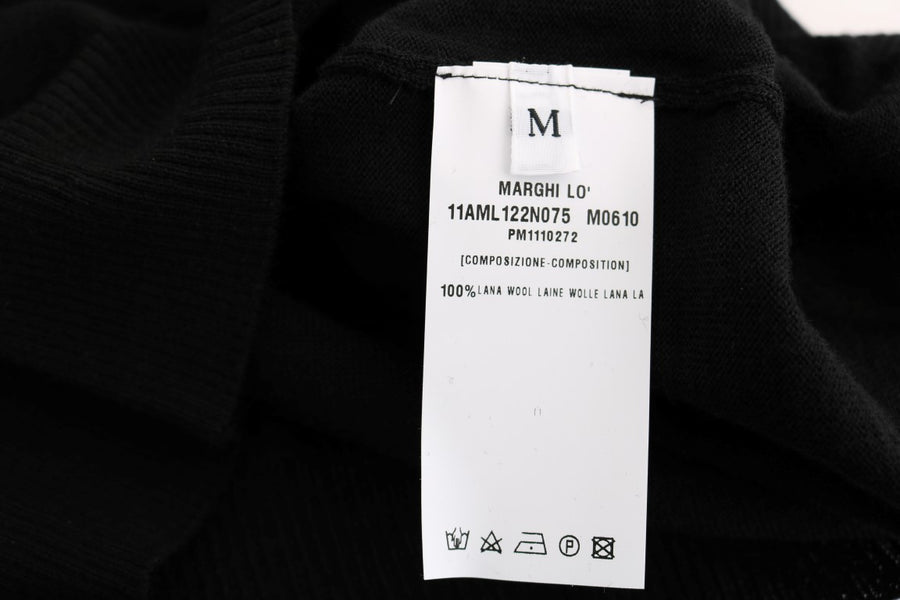 M
MARGHI LO'
11AML122N075 M0610
PM1110272
[COMPOSIZIONE-COMPOSITION]
100% LANA WOOL LAINE WOLLE LANA LA
P